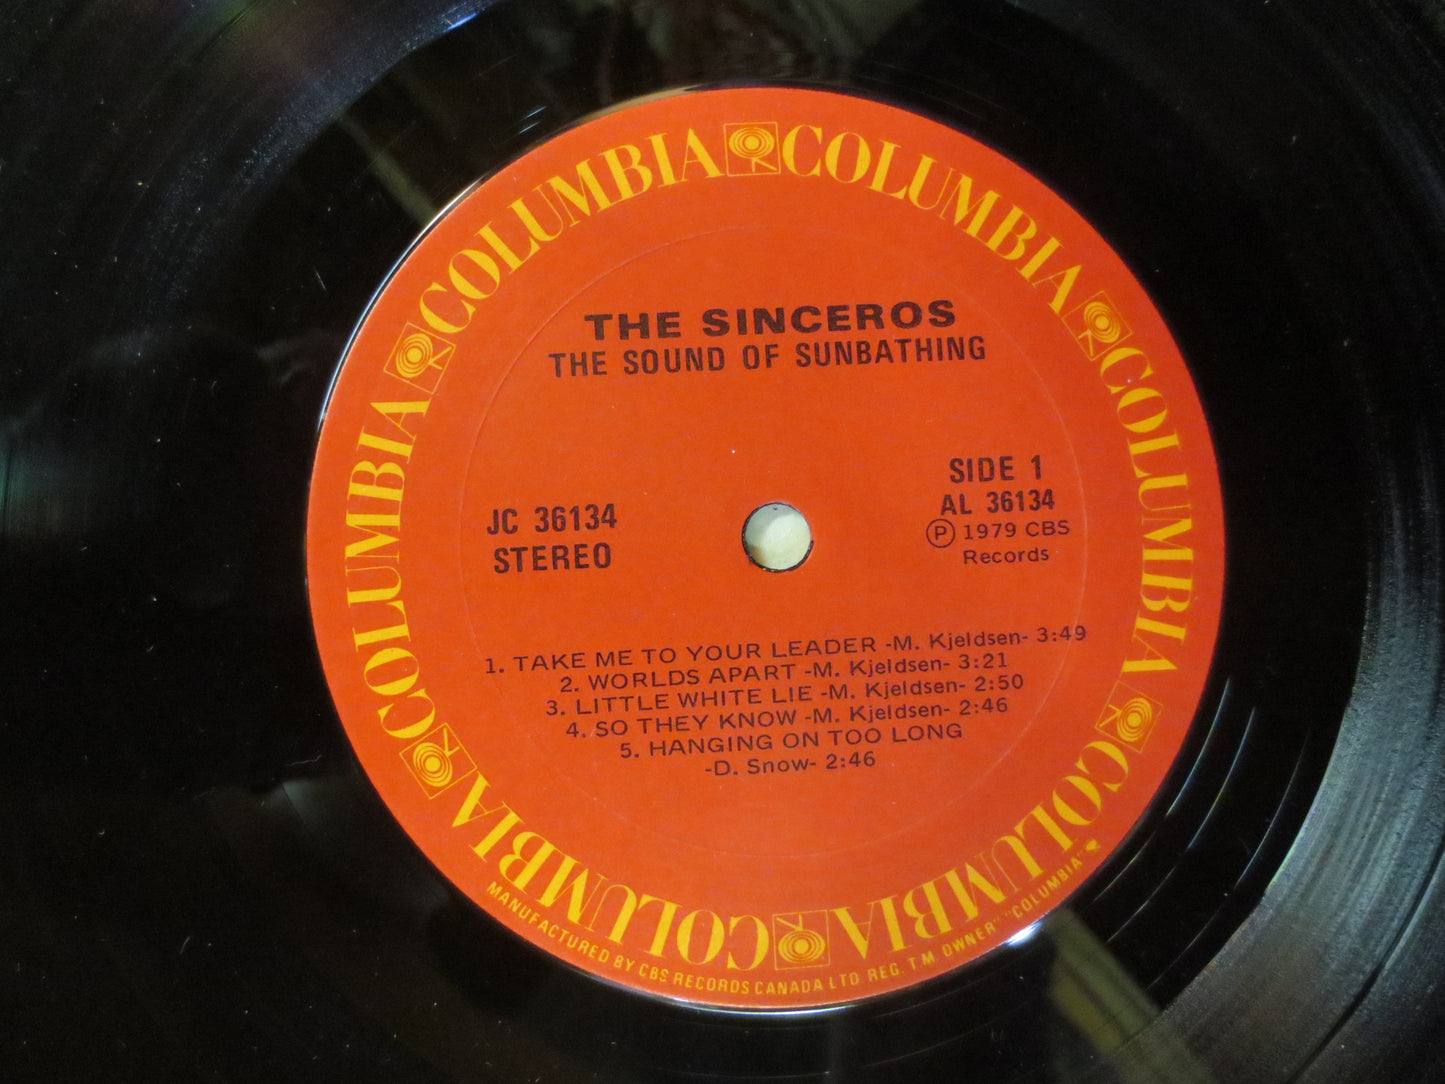 COLUMBIA COLUMBIA COLUMBIA COLUMBIA COLUMBIA COLUMBIA
THE SINCEROS
THE SOUND OF SUNBATHING
JC 36134
STEREO
SIDE 1
AL 36134
Ⓟ 1979 CBS
Records
1. TAKE ME TO YOUR LEADER -M. Kjeldsen- 3:49
2. WORLDS APART -M. Kjeldsen- 3:21
3. LITTLE WHITE LIE -M. Kjeldsen- 2:50
4. SO THEY KNOW -M. Kjeldsen- 2:46
5. HANGING ON TOO LONG
-D. Snow- 2:46
MANUFACTURED BY CBS RECORDS CANADA LTD REG. T.M. OWNER "COLUMBIA"